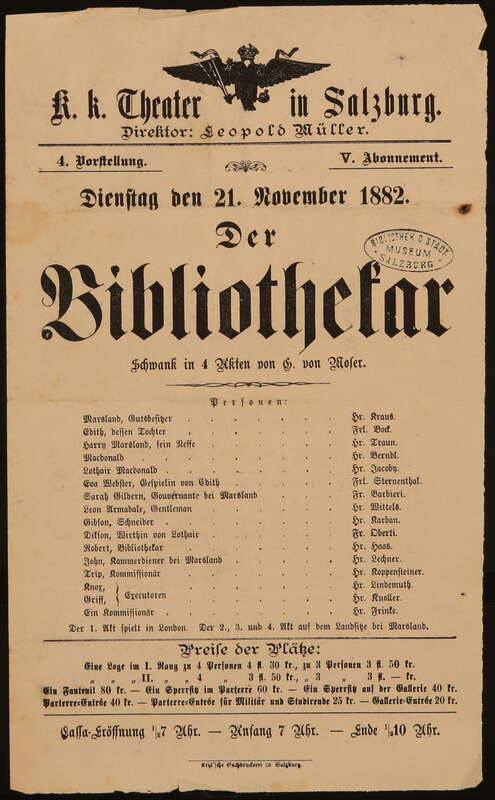 K. k. Theater in Salzburg.
Direktor: Leopold Müller.
4. Vorstellung. V. Abonnement.
Dienstag den 21. November 1882.
Der
BIBLIOTHEK D STADT.
MUSEUM
SALZBURG
Bibliothekar
Schwank in 4 Akten von G. von Moser.
Personen:
Marsland, Gutsbesitzer . . . . . . . Hr. Kraus.
Edith, dessen Tochter . . . . . . . Frl. Bock.
Harry Marsland, sein Neffe . . . . . . Hr. Traun.
Macdonald . . . . . . . . Hr. Berndl.
Lothair Macdonald . . . . . . . Hr. Jacoby.
Eva Webster, Gespielin von Edith . . . . . Frl. Sternenthal.
Sarah Gildern, Gouvernante bei Marsland . . . . Fr. Barbieri.
Leon Armadale, Gentleman . . . . . . Hr. Wittels.
Gibson, Schneider . . . . . . . Hr. Karban.
Dikson, Wirthin von Lothair . . . . . . Fr. Oberti.
Robert, Bibliothekar . . . . . . . Hr. Haas.
John, Kammerdiener bei Marsland . . . . . Hr. Lechner.
Trip, Kommissionär . . . . . . . Hr. Koppensteiner.
Knox, } Executoren . . . . . . . Hr. Lindemuth.
Griff, . . . . . . . Hr. Knoller.
Ein Kommissionär . . . . . . . Hr. Frinke.
Der 1. Akt spielt in London. Der 2., 3. und 4. Akt auf dem Landsitze bei Marsland.
Preise der Plätze:
Eine Loge im I. Rang zu 4 Personen 4 fl. 30 kr., zu 3 Personen 3 fl. 50 kr.
„ „ „ II. „ „ 4 „ 3 fl. 50 kr., „ 3 „ 3 fl. — kr.
Ein Fauteuil 80 kr. — Ein Sperrsitz im Parterre 60 kr. — Ein Sperrsitz auf der Gallerie 40 kr.
Parterre-Entrée 40 kr. — Parterre-Entrée für Militär und Studirende 25 kr. — Gallerie-Entrée 20 kr.
Cassa-Eröffnung 1/27 Uhr. — Anfang 7 Uhr. — Ende 1/210 Uhr.
Buchdruckerei in Salzburg.